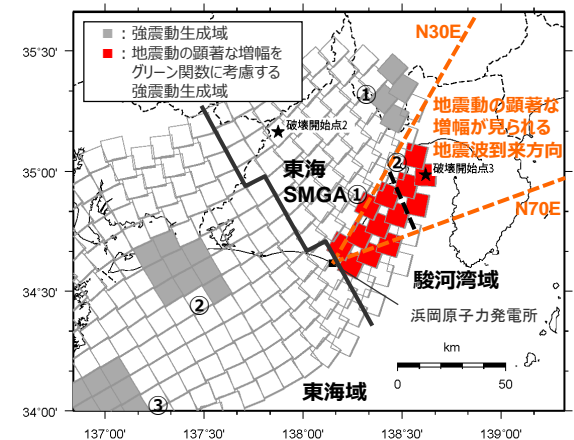 ■：強震動生成域
■：地震動の顕著な増幅を
グリーン関数に考慮する
強震動生成域
N30E
地震動の顕著な
増幅が見られる
地震波到来方向
N70E
①
★破壊開始点2
②
★破壊開始点3
東海
SMGA①
駿河湾域
浜岡原子力発電所
②
東海域
③
km
0
50
35°30'
35°00'
34°30'
34°00'
137°00'
137°30'
138°00'
138°30'
139°00'